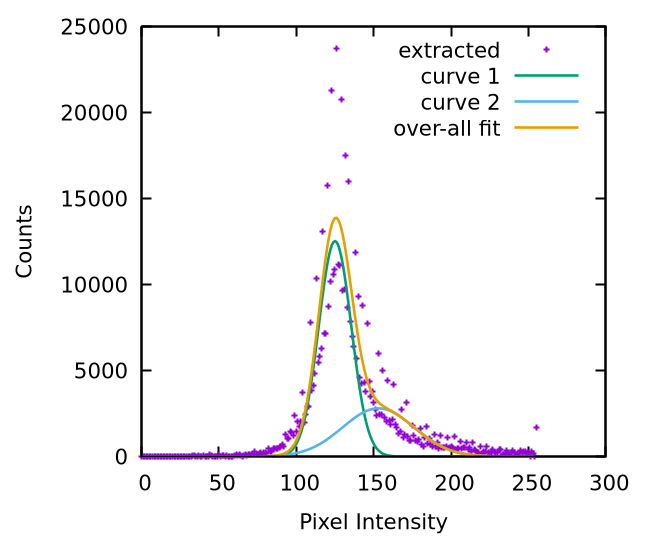 25000
20000
15000
10000
5000
0
Counts
extracted
curve 1
curve 2
over-all fit
0 50 100 150 200 250 300
Pixel Intensity